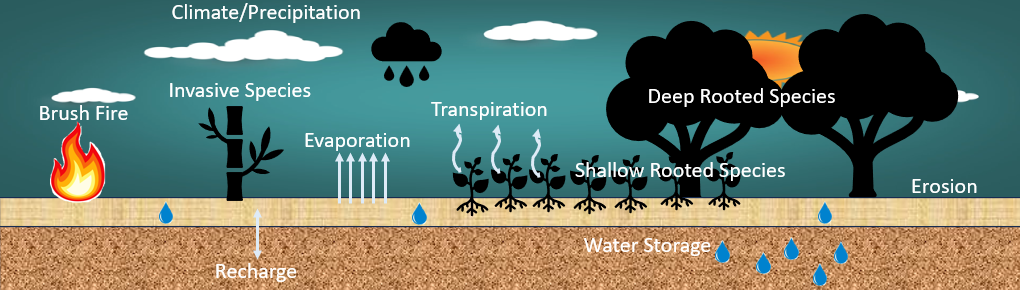 Climate/Precipitation
Invasive Species
Brush Fire
Evaporation
Transpiration
Deep Rooted Species
Shallow Rooted Species
Erosion
Water Storage
Recharge